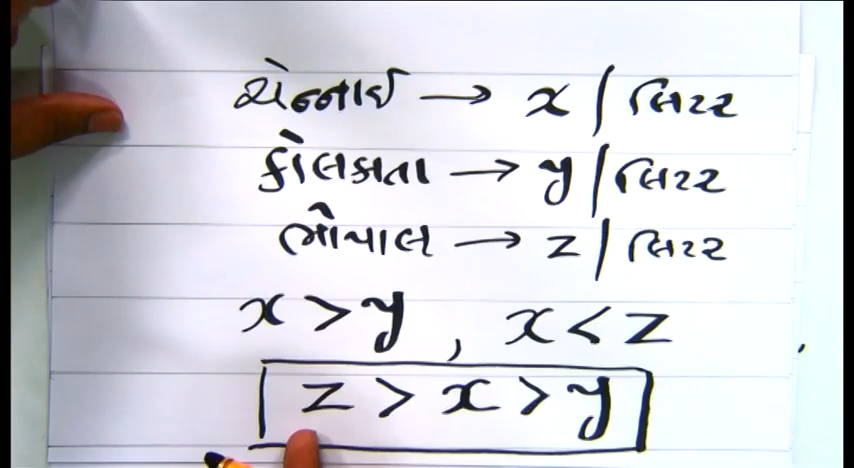 ચેન્નાઈ → x / લિટર
કોલકાતા → y / લિટર
ભોપાલ → z / લિટર
x > y , x < z
z > x > y